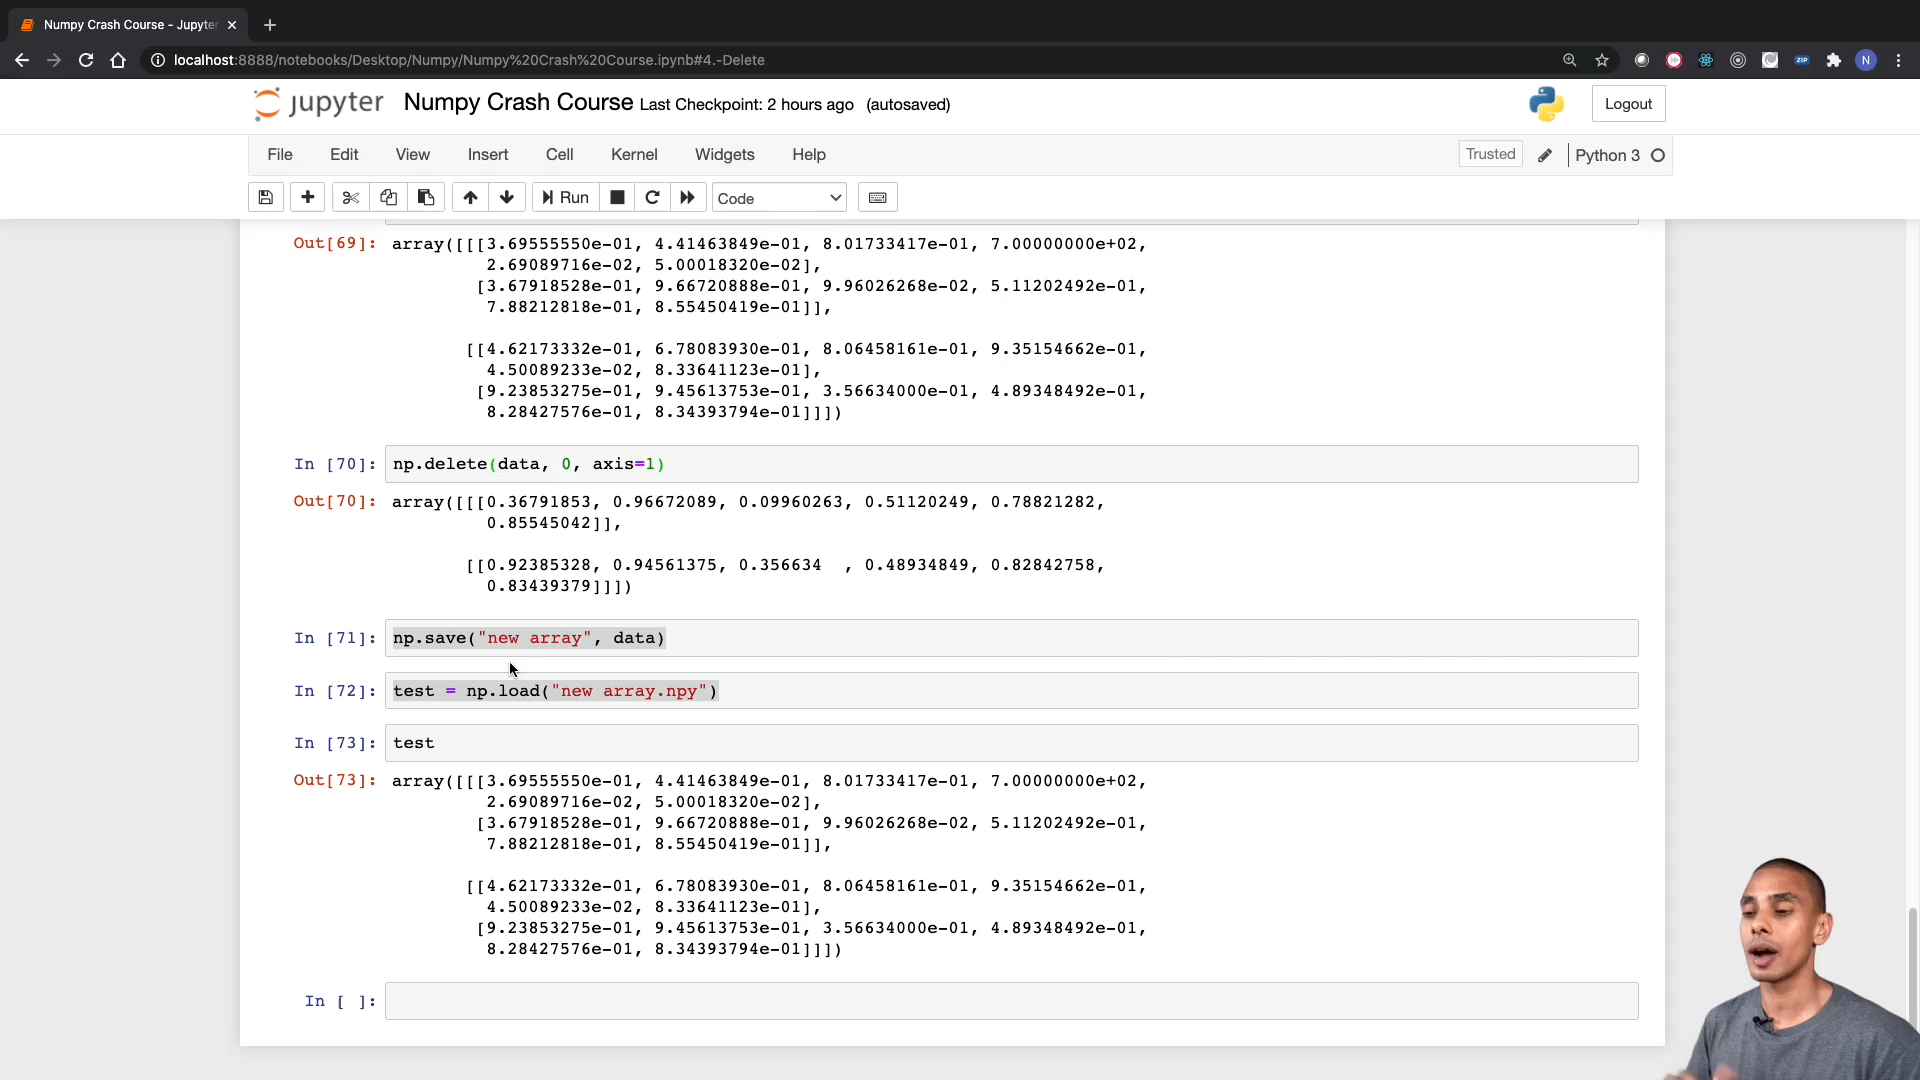 Numpy Crash Course - Jupyter
localhost:8888/notebooks/Desktop/Numpy/Numpy%20Crash%20Course.ipynb#4.-Delete
ZIP
N
jupyter Numpy Crash Course Last Checkpoint: 2 hours ago (autosaved)
Logout
File Edit View Insert Cell Kernel Widgets Help
Trusted
Python 3
Run
Code
Out[69]: array([[[3.69555550e-01, 4.41463849e-01, 8.01733417e-01, 7.00000000e+02,
2.69089716e-02, 5.00018320e-02],
[3.67918528e-01, 9.66720888e-01, 9.96026268e-02, 5.11202492e-01,
7.88212818e-01, 8.55450419e-01]],
[[4.62173332e-01, 6.78083930e-01, 8.06458161e-01, 9.35154662e-01,
4.50089233e-02, 8.33641123e-01],
[9.23853275e-01, 9.45613753e-01, 3.56634000e-01, 4.89348492e-01,
8.28427576e-01, 8.34393794e-01]]])
In [70]: np.delete(data, 0, axis=1)
Out[70]: array([[[0.36791853, 0.96672089, 0.09960263, 0.51120249, 0.78821282,
0.85545042]],
[[0.92385328, 0.94561375, 0.356634  , 0.48934849, 0.82842758,
0.83439379]]])
In [71]: np.save("new array", data)
In [72]: test = np.load("new array.npy")
In [73]: test
Out[73]: array([[[3.69555550e-01, 4.41463849e-01, 8.01733417e-01, 7.00000000e+02,
2.69089716e-02, 5.00018320e-02],
[3.67918528e-01, 9.66720888e-01, 9.96026268e-02, 5.11202492e-01,
7.88212818e-01, 8.55450419e-01]],
[[4.62173332e-01, 6.78083930e-01, 8.06458161e-01, 9.35154662e-01,
4.50089233e-02, 8.33641123e-01],
[9.23853275e-01, 9.45613753e-01, 3.56634000e-01, 4.89348492e-01,
8.28427576e-01, 8.34393794e-01]]])
In [ ]: